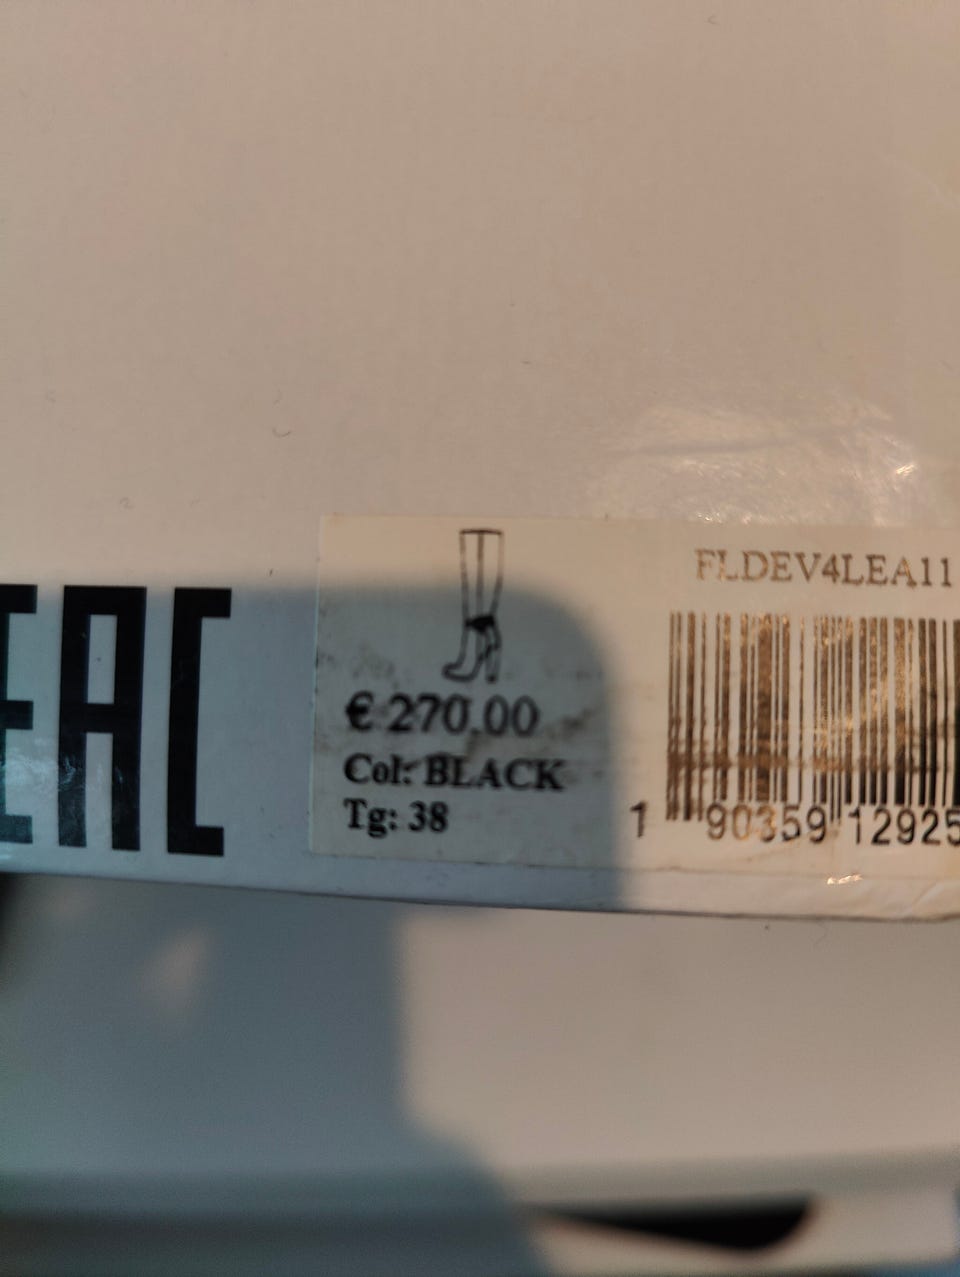 EAC
FLDEV4LEA11
€ 270.00
Col: BLACK
Tg: 38
1 90359 12925